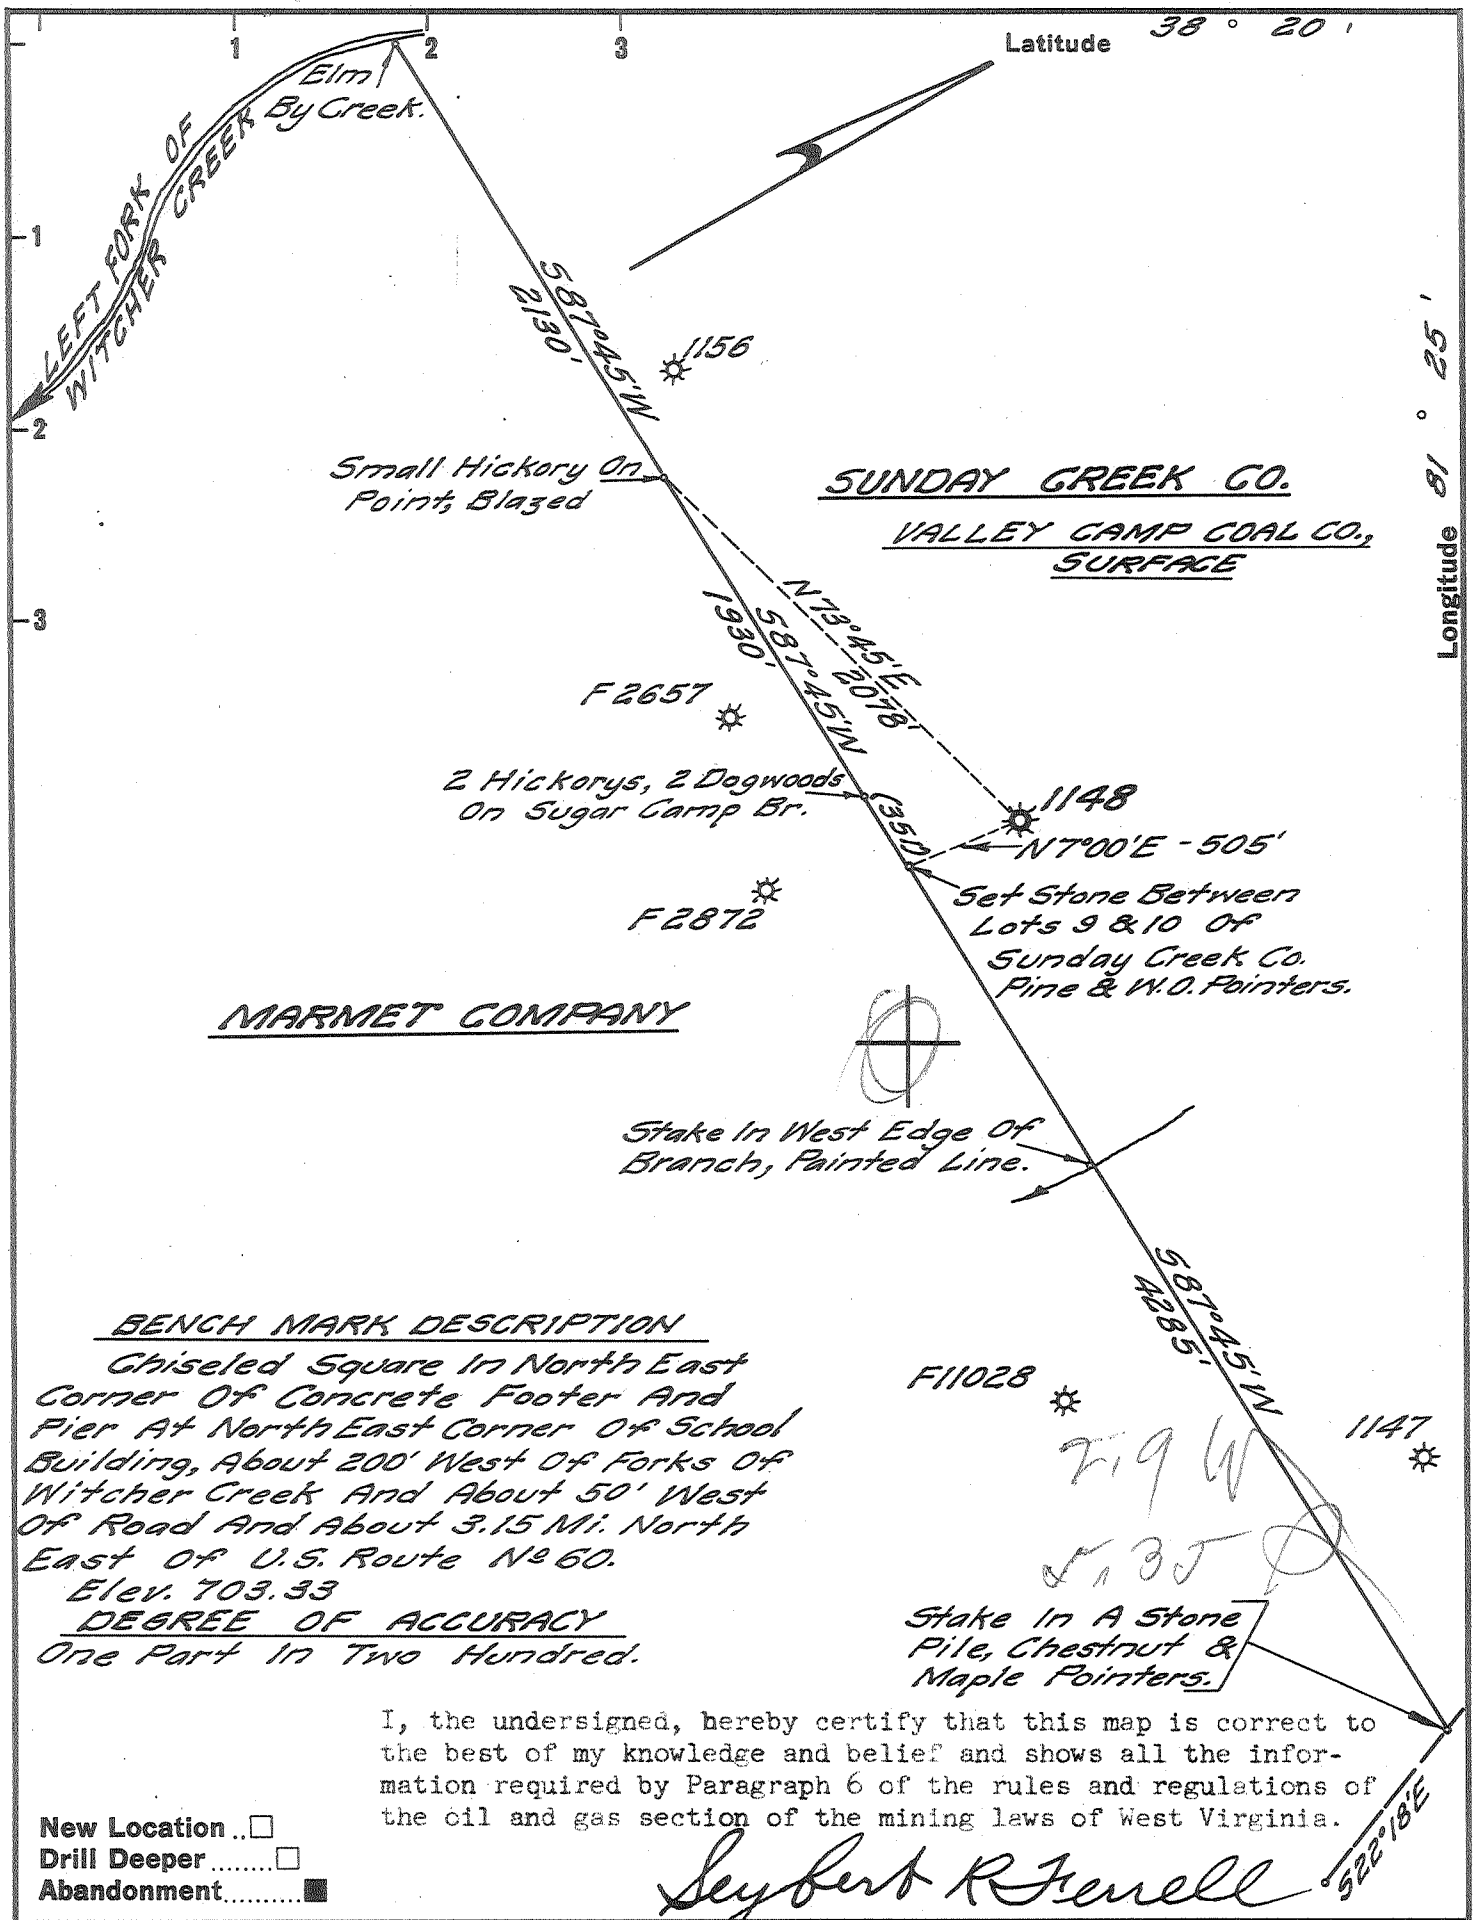 1 2 3
Latitude 38 ° 20 '
Elm
By Creek.
LEFT FORK OF
WITCHER CREEK
1
2
3
S87°45'W
2130'
1156
Longitude 81 ° 25 '
Small Hickory On
Point, Blazed
SUNDAY CREEK CO.
VALLEY CAMP COAL CO.,
SURFACE
N73°45'E
2078'
S87°45'W
1930'
F2657
2 Hickorys, 2 Dogwoods
On Sugar Camp Br.
1148
N7°00'E - 505'
F2872
Set Stone Between
Lots 9 & 10 Of
Sunday Creek Co.
Pine & W.O. Pointers.
MARMET COMPANY
Stake In West Edge Of
Branch, Painted Line.
S87°45'W
4285'
BENCH MARK DESCRIPTION
Chiseled Square In North East
Corner Of Concrete Footer And
Pier At North East Corner Of School
Building, About 200' West Of Forks Of
Witcher Creek And About 50' West
Of Road And About 3.15 Mi. North
East Of U.S. Route Nº 60.
Elev. 703.33
DEGREE OF ACCURACY
One Part In Two Hundred.
F11028
1147
2.9 W
Stake In A Stone
Pile, Chestnut &
Maple Pointers.
I, the undersigned, hereby certify that this map is correct to
the best of my knowledge and belief and shows all the infor-
mation required by Paragraph 6 of the rules and regulations of
the oil and gas section of the mining laws of West Virginia.
S22°18'E
New Location ..□
Drill Deeper ........□
Abandonment..........■
Seybert R Ferrell